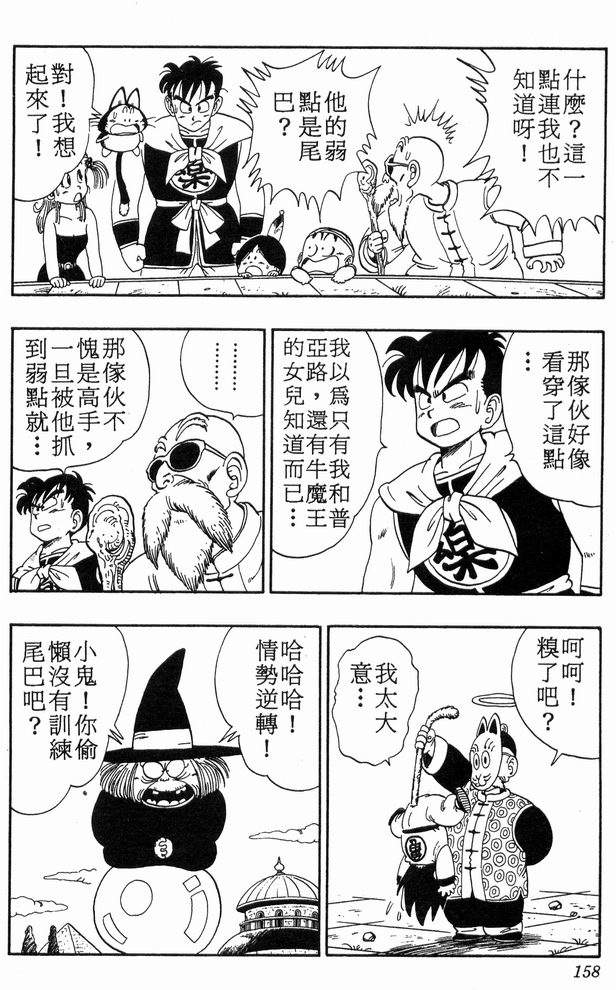 什麼？這一
點連我也不
知道呀！
他的弱
點是尾
巴？
對！我想
起來了！
那傢伙好像
看穿了這點
…
我以為只有我和普
亞路，還有牛魔王
的女兒知道而已…
……
……
那傢伙不
愧是高手，
一旦被他抓
到弱點就…
呵呵！
糗了吧？
我太大
意…
哈哈哈！
情勢逆轉！
小鬼！你偷
懶沒有訓練
尾巴吧？
158